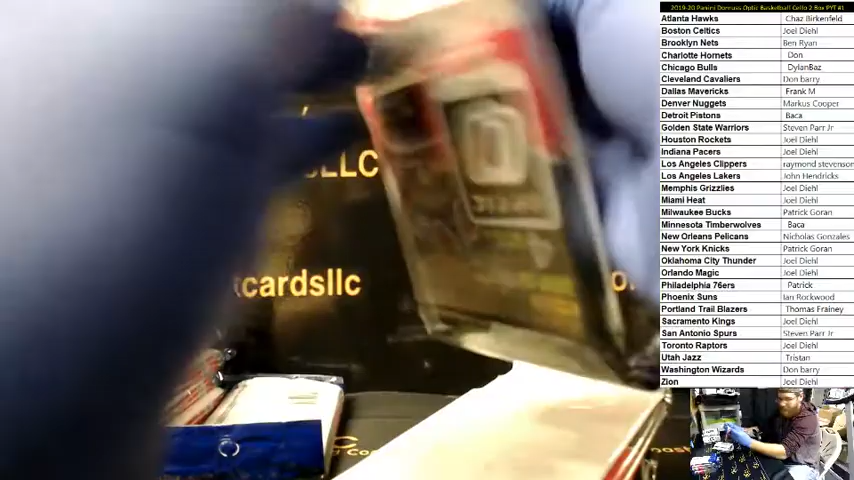 2019-20 Panini Donruss Optic Basketball Cello 2 Box PYT #1
Atlanta Hawks Chaz Birkenfeld
Boston Celtics Joel Diehl
Brooklyn Nets Ben Ryan
Charlotte Hornets Don
Chicago Bulls DylanBaz
Cleveland Cavaliers Don barry
Dallas Mavericks Frank M
Denver Nuggets Markus Cooper
Detroit Pistons Baca
Golden State Warriors Steven Parr Jr
Houston Rockets Joel Diehl
Indiana Pacers Joel Diehl
Los Angeles Clippers raymond stevenson
Los Angeles Lakers John Hendricks
Memphis Grizzlies Joel Diehl
Miami Heat Joel Diehl
Milwaukee Bucks Patrick Goran
Minnesota Timberwolves Baca
New Orleans Pelicans Nicholas Gonzales
New York Knicks Patrick Goran
Oklahoma City Thunder Joel Diehl
Orlando Magic Joel Diehl
Philadelphia 76ers Patrick
Phoenix Suns Ian Rockwood
Portland Trail Blazers Thomas Frainey
Sacramento Kings Joel Diehl
San Antonio Spurs Steven Parr Jr
Toronto Raptors Joel Diehl
Utah Jazz Tristan
Washington Wizards Don barry
Zion Joel Diehl
LLC
tcardsllc